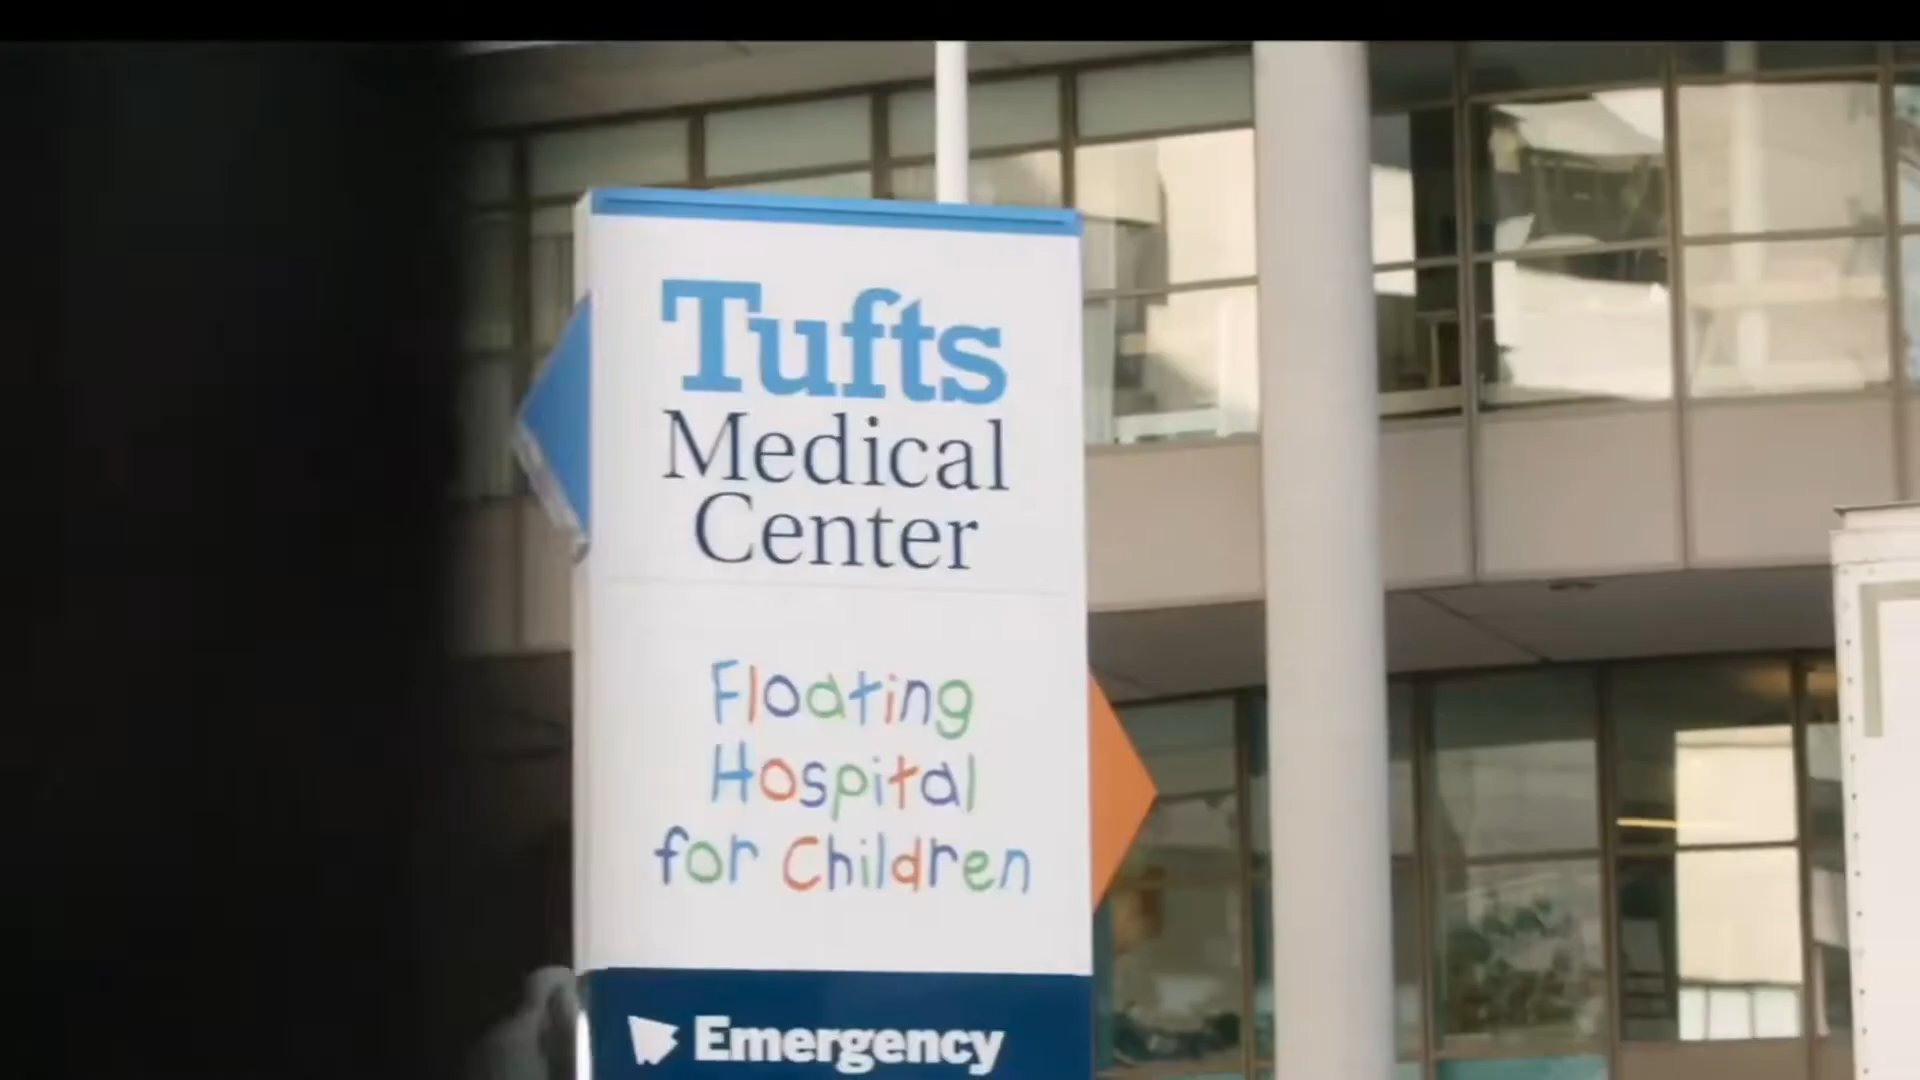 Tufts
Medical
Center
Floating
Hospital
for Children
Emergency